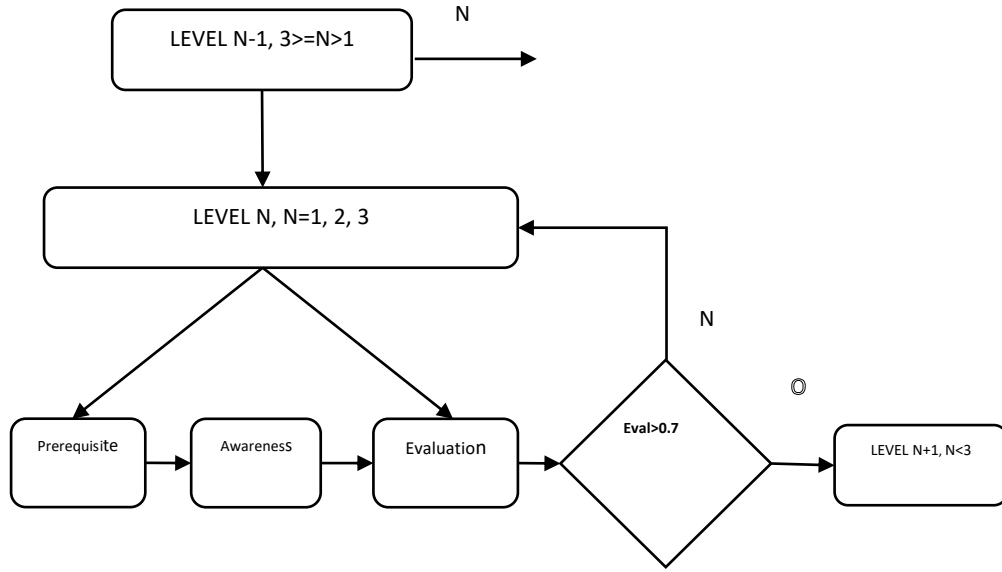 N
LEVEL N-1, 3>=N>1
LEVEL N, N=1, 2, 3
N
O
Prerequisite
Awareness
Evaluation
Eval>0.7
LEVEL N+1, N<3